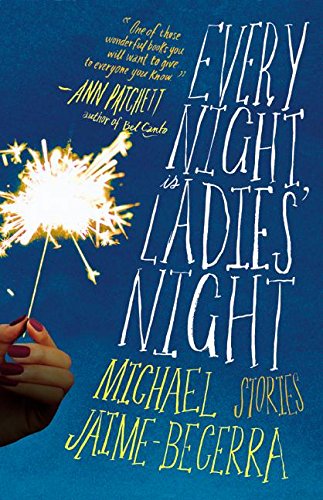 "One of those
wonderful books you
will want to give
to everyone you know."
-ANN PATCHETT
author of Bel Canto
EVERY
NIGHT
is
LADIES'
NIGHT
MICHAEL
STORIES
JAIME-BECERRA